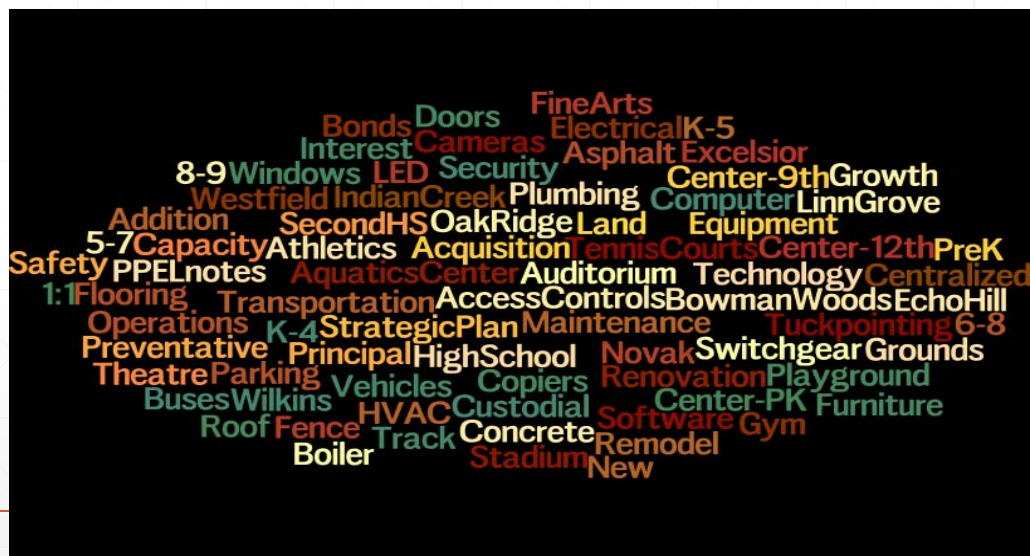 FineArts
Bonds Doors Electrical K-5
Interest Cameras Asphalt Excelsior
8-9 Windows LED Security Center-9th Growth
Westfield IndianCreek Plumbing Computer LinnGrove
Addition SecondHS OakRidge Land Equipment
5-7 Capacity Athletics Acquisition TennisCourts Center-12th PreK
Safety PPELnotes AquaticsCenter Auditorium Technology Centralized
1:1 Flooring Transportation AccessControls BowmanWoods EchoHill
Operations K-4 StrategicPlan Maintenance Tuckpointing 6-8
Preventative Principal HighSchool Novak Switchgear Grounds
Theatre Parking Vehicles Copiers Renovation Playground
Buses Wilkins HVAC Custodial Center-PK Furniture
Roof Fence Track Concrete Software Gym
Boiler Stadium Remodel
New